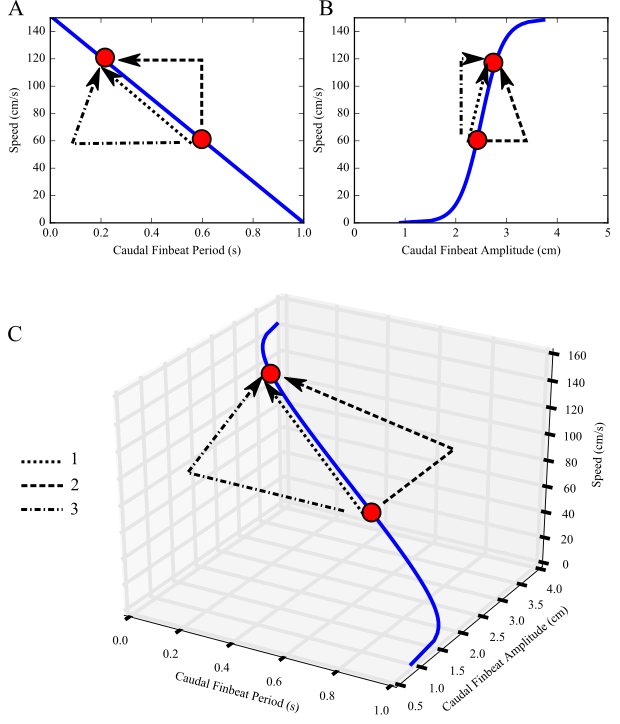 A
B
140
120
100
80
60
40
20
0
Speed (cm/s)
0.0 0.2 0.4 0.6 0.8 1.0
Caudal Finbeat Period (s)
140
120
100
80
60
40
20
0
Speed (cm/s)
0 1 2 3 4 5
Caudal Finbeat Amplitude (cm)
C
1
2
3
160
140
120
100
80
60
40
20
0
Speed (cm/s)
0.0 0.2 0.4 0.6 0.8 1.0
Caudal Finbeat Period (s)
0.5 1.0 1.5 2.0 2.5 3.0 3.5 4.0
Caudal Finbeat Amplitude (cm)